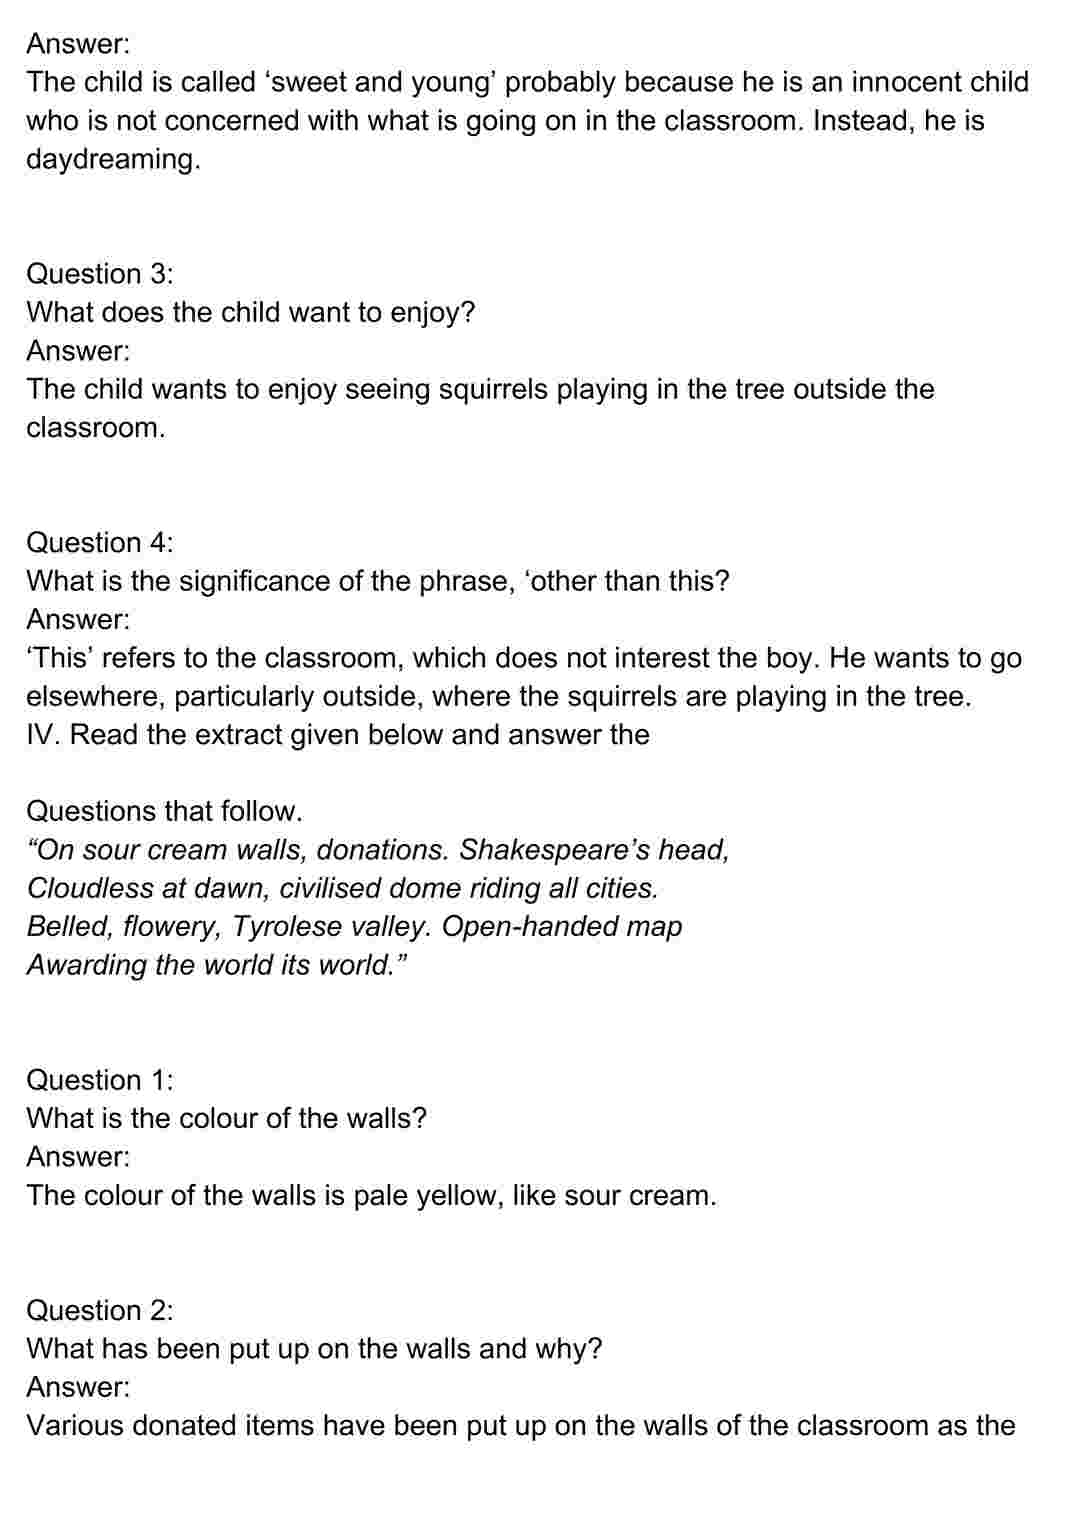 Answer:
The child is called ‘sweet and young’ probably because he is an innocent child
who is not concerned with what is going on in the classroom. Instead, he is
daydreaming.
Question 3:
What does the child want to enjoy?
Answer:
The child wants to enjoy seeing squirrels playing in the tree outside the
classroom.
Question 4:
What is the significance of the phrase, ‘other than this?
Answer:
‘This’ refers to the classroom, which does not interest the boy. He wants to go
elsewhere, particularly outside, where the squirrels are playing in the tree.
IV. Read the extract given below and answer the
Questions that follow.
“On sour cream walls, donations. Shakespeare’s head,
Cloudless at dawn, civilised dome riding all cities.
Belled, flowery, Tyrolese valley. Open-handed map
Awarding the world its world.”
Question 1:
What is the colour of the walls?
Answer:
The colour of the walls is pale yellow, like sour cream.
Question 2:
What has been put up on the walls and why?
Answer:
Various donated items have been put up on the walls of the classroom as the